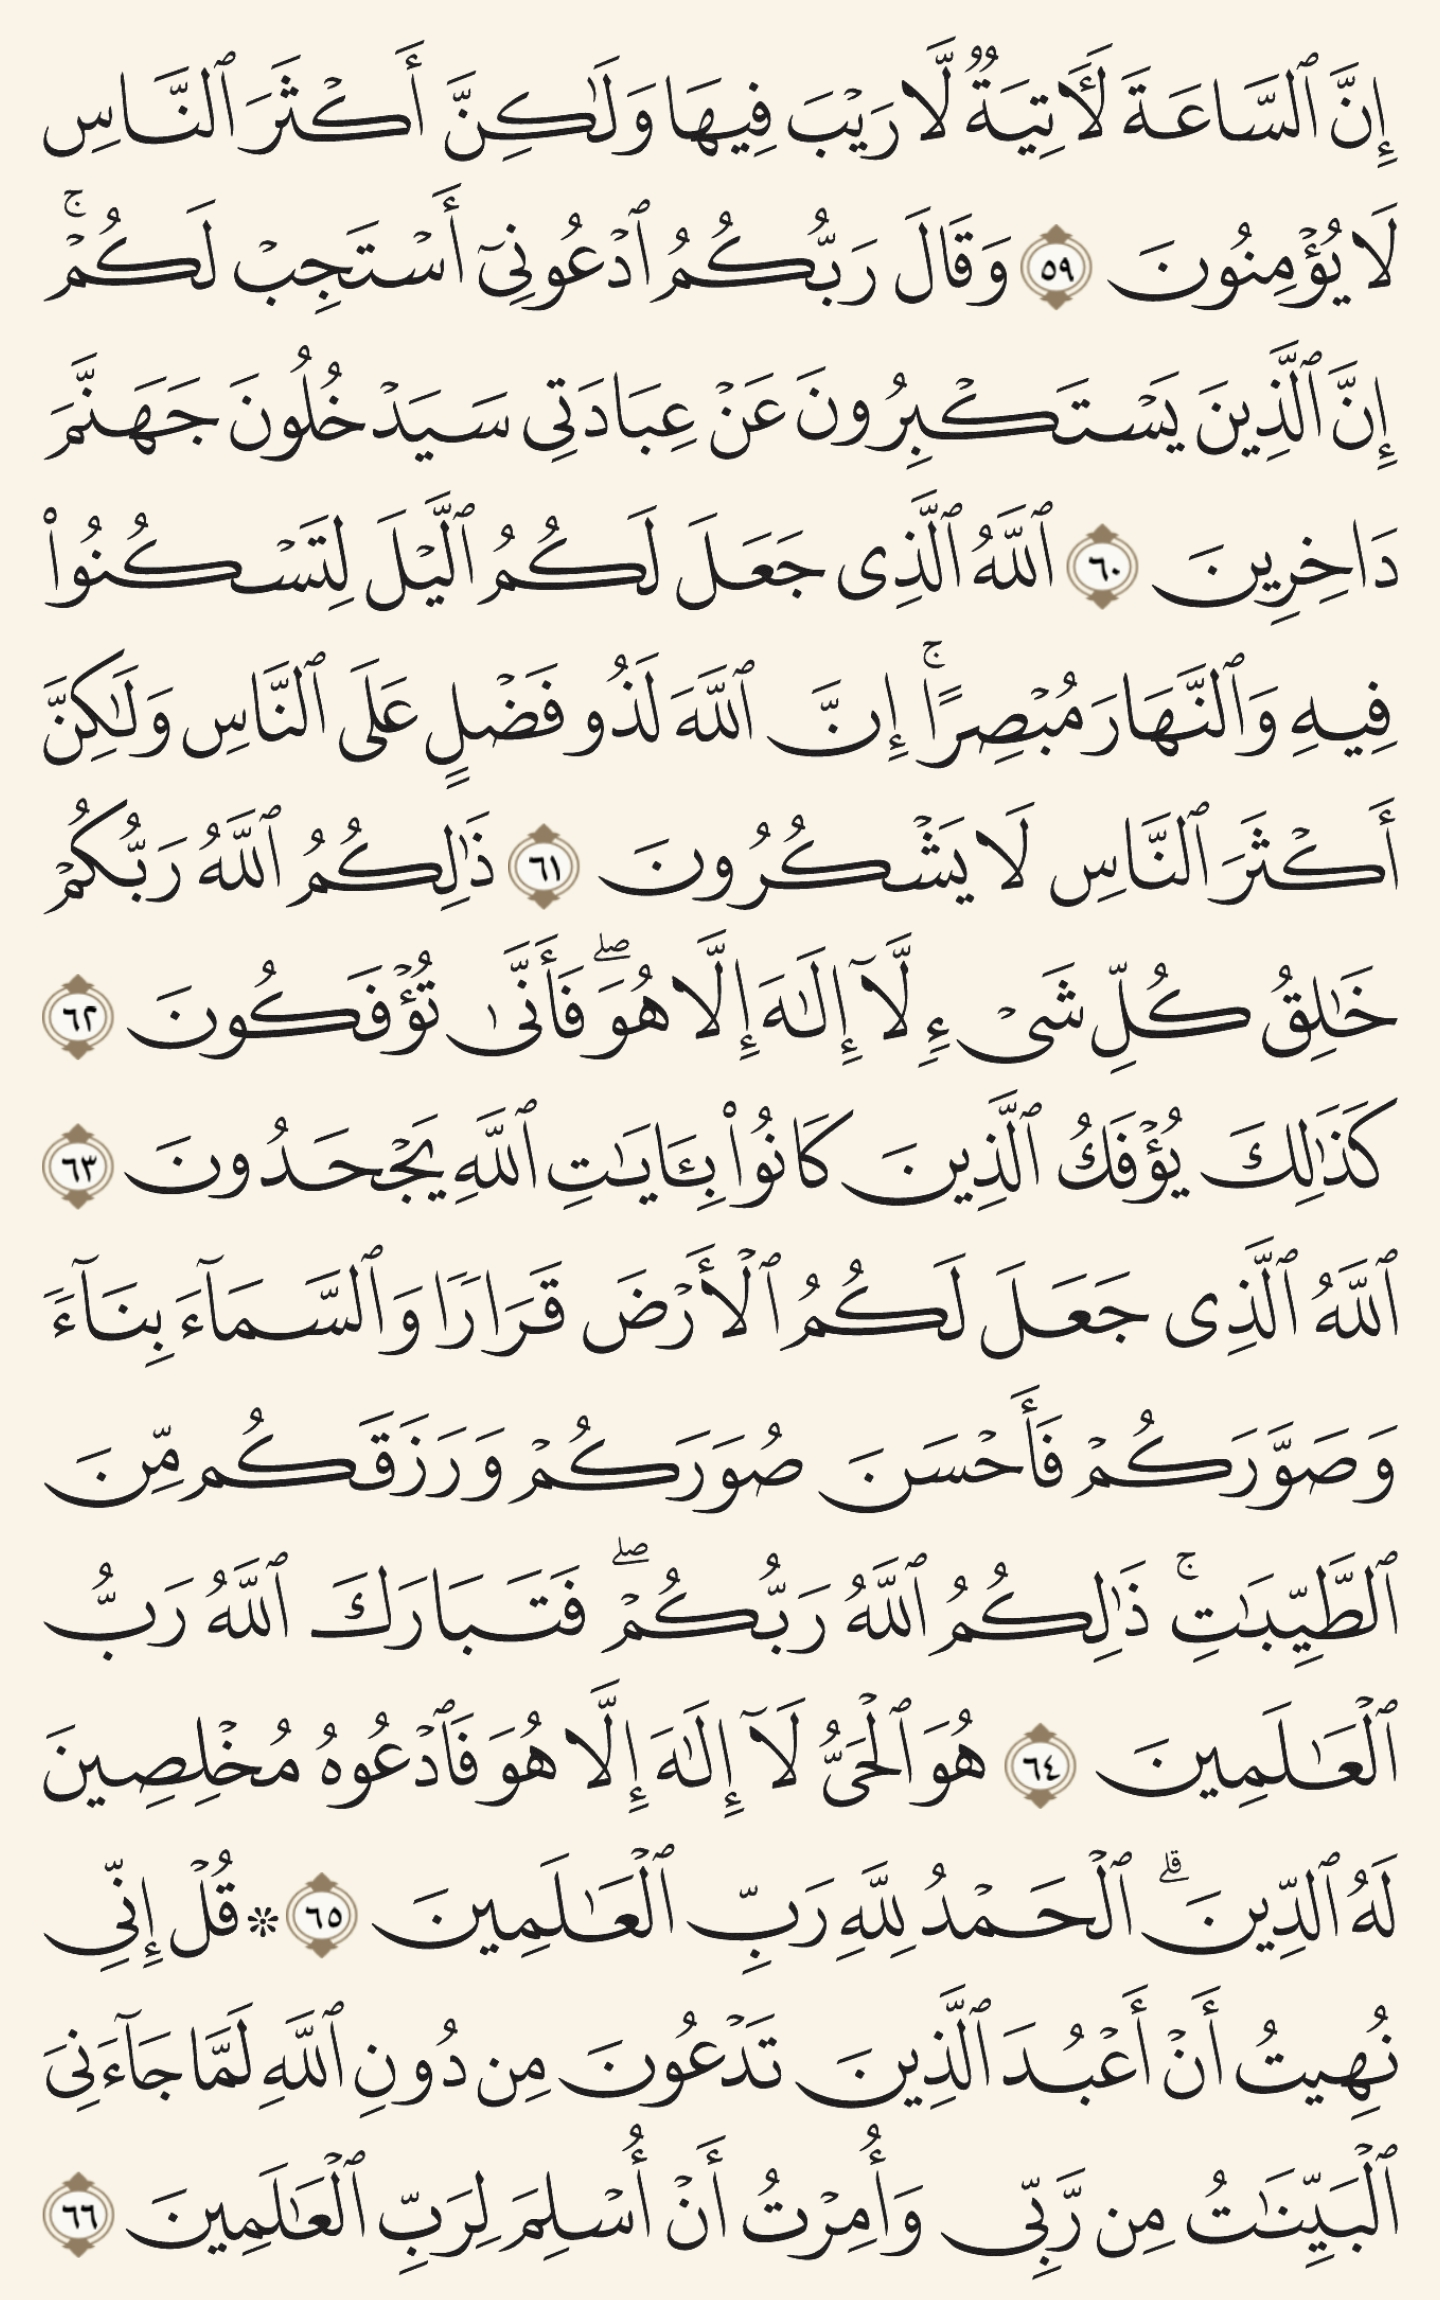 إِنَّ ٱلسَّاعَةَ لَـَٔاتِيَةٌۭ لَّا رَيْبَ فِيهَا وَلَـٰكِنَّ أَكْثَرَ ٱلنَّاسِ
لَا يُؤْمِنُونَ ٥٩ وَقَالَ رَبُّكُمُ ٱدْعُونِىٓ أَسْتَجِبْ لَكُمْ ۚ
إِنَّ ٱلَّذِينَ يَسْتَكْبِرُونَ عَنْ عِبَادَتِى سَيَدْخُلُونَ جَهَنَّمَ
دَاخِرِينَ ٦٠ ٱللَّهُ ٱلَّذِى جَعَلَ لَكُمُ ٱلَّيْلَ لِتَسْكُنُوا۟
فِيهِ وَٱلنَّهَارَ مُبْصِرًا ۚ إِنَّ ٱللَّهَ لَذُو فَضْلٍ عَلَى ٱلنَّاسِ وَلَـٰكِنَّ
أَكْثَرَ ٱلنَّاسِ لَا يَشْكُرُونَ ٦١ ذَٰلِكُمُ ٱللَّهُ رَبُّكُمْ
خَـٰلِقُ كُلِّ شَىْءٍۢ لَّآ إِلَـٰهَ إِلَّا هُوَ ۖ فَأَنَّىٰ تُؤْفَكُونَ ٦٢
كَذَٰلِكَ يُؤْفَكُ ٱلَّذِينَ كَانُوا۟ بِـَٔايَـٰتِ ٱللَّهِ يَجْحَدُونَ ٦٣
ٱللَّهُ ٱلَّذِى جَعَلَ لَكُمُ ٱلْأَرْضَ قَرَارًۭا وَٱلسَّمَآءَ بِنَآءًۭ
وَصَوَّرَكُمْ فَأَحْسَنَ صُوَرَكُمْ وَرَزَقَكُم مِّنَ
ٱلطَّيِّبَـٰتِ ۚ ذَٰلِكُمُ ٱللَّهُ رَبُّكُمْ ۖ فَتَبَارَكَ ٱللَّهُ رَبُّ
ٱلْعَـٰلَمِينَ ٦٤ هُوَ ٱلْحَىُّ لَآ إِلَـٰهَ إِلَّا هُوَ فَٱدْعُوهُ مُخْلِصِينَ
لَهُ ٱلدِّينَ ۗ ٱلْحَمْدُ لِلَّهِ رَبِّ ٱلْعَـٰلَمِينَ ٦٥ ۞ قُلْ إِنِّى
نُهِيتُ أَنْ أَعْبُدَ ٱلَّذِينَ تَدْعُونَ مِن دُونِ ٱللَّهِ لَمَّا جَآءَنِىَ
ٱلْبَيِّنَـٰتُ مِن رَّبِّى وَأُمِرْتُ أَنْ أُسْلِمَ لِرَبِّ ٱلْعَـٰلَمِينَ ٦٦